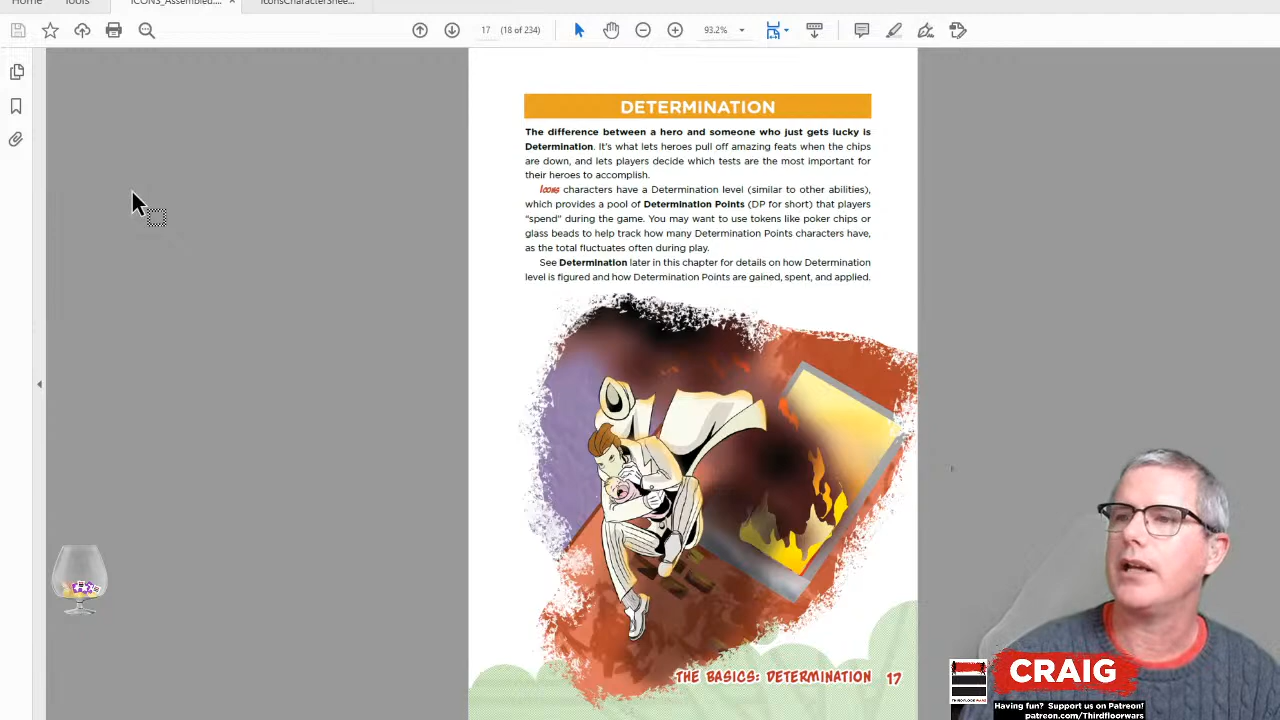 Home Tools ICONS_Assembled.... IconsCharacterShee...
17 (18 of 234) 93.2%
DETERMINATION
The difference between a hero and someone who just gets lucky is
Determination. It's what lets heroes pull off amazing feats when the chips
are down, and lets players decide which tests are the most important for
their heroes to accomplish.
Icons characters have a Determination level (similar to other abilities),
which provides a pool of Determination Points (DP for short) that players
"spend" during the game. You may want to use tokens like poker chips or
glass beads to help track how many Determination Points characters have,
as the total fluctuates often during play.
See Determination later in this chapter for details on how Determination
level is figured and how Determination Points are gained, spent, and applied.
THE BASICS: DETERMINATION 17
CRAIG
Having fun? Support us on Patreon!
patreon.com/Thirdfloorwars